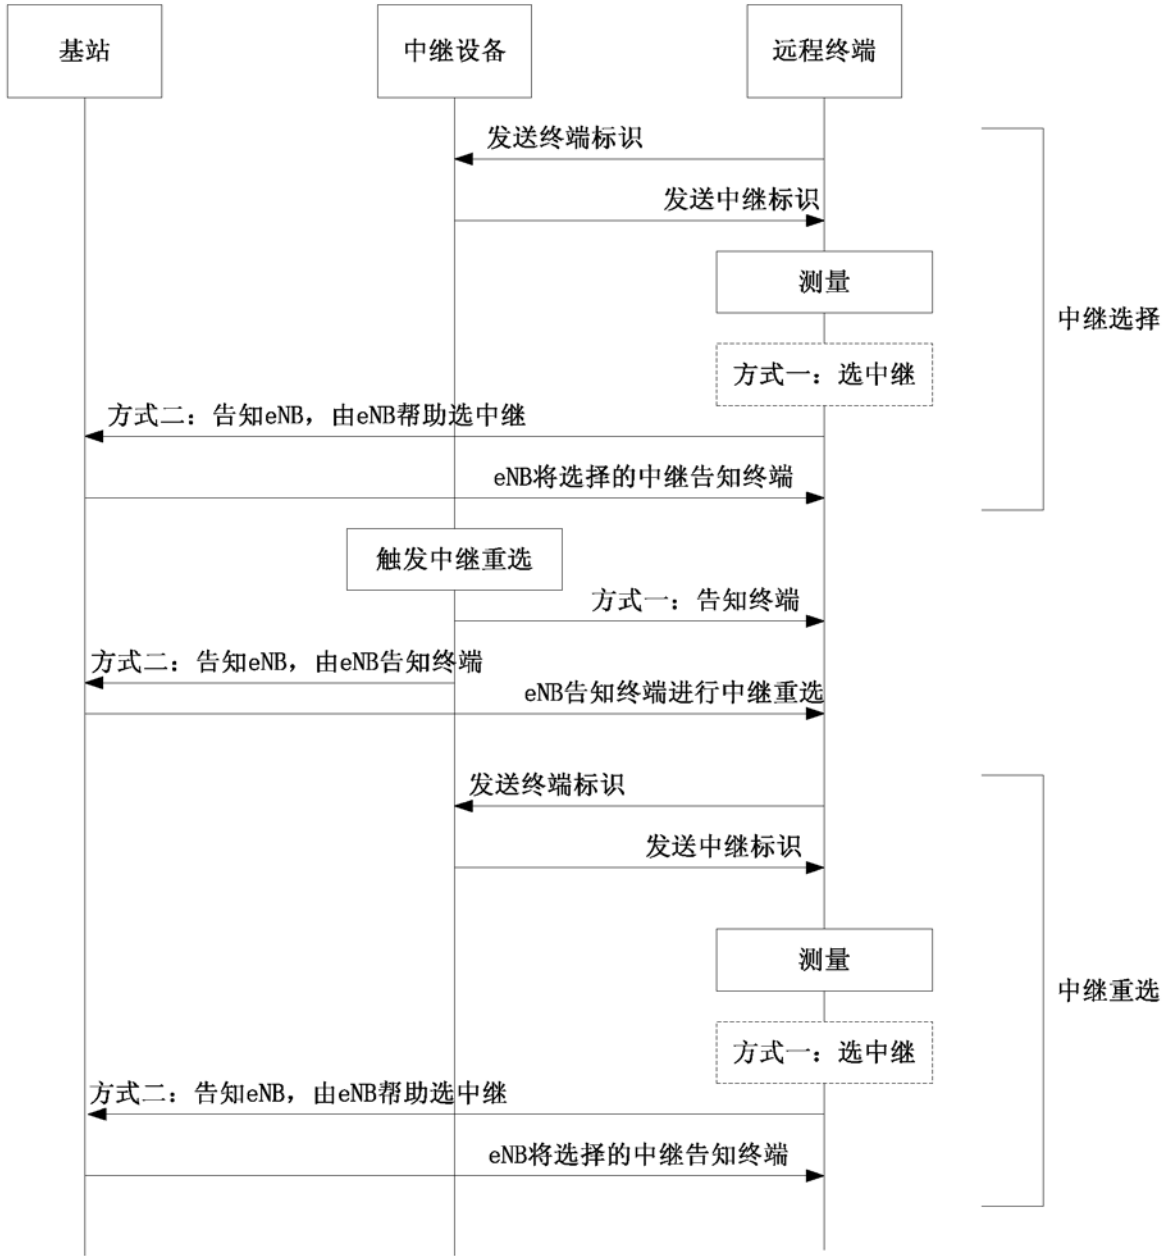 基站
中继设备
远程终端
发送终端标识
发送中继标识
测量
中继选择
方式一：选中继
方式二：告知eNB，由eNB帮助选中继
eNB将选择的中继告知终端
触发中继重选
方式一：告知终端
方式二：告知eNB，由eNB告知终端
eNB告知终端进行中继重选
发送终端标识
发送中继标识
测量
中继重选
方式一：选中继
方式二：告知eNB，由eNB帮助选中继
eNB将选择的中继告知终端